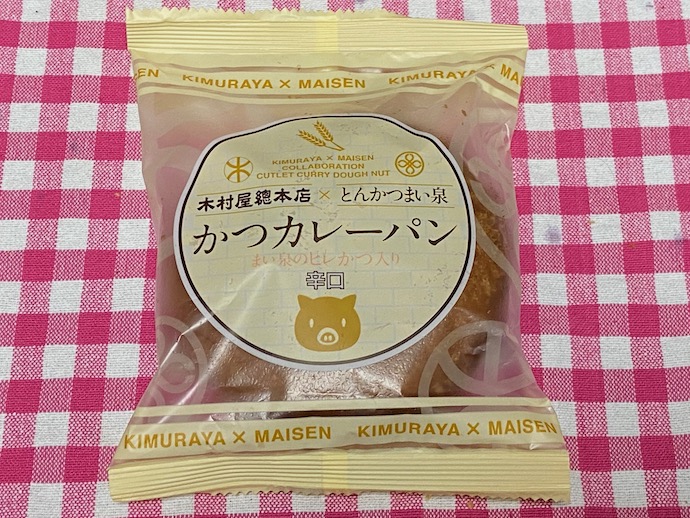 KIMURAYA × MAISEN KIMURAYA × MAISEN
KIMURAYA × MAISEN
COLLABORATION
CUTLET CURRY DOUGH NUT
木村屋總本店 × とんかつまい泉
かつカレーパン
まい泉のヒレかつ入り
辛口
KIMURAYA × MAISEN KIMURAYA × MAISEN